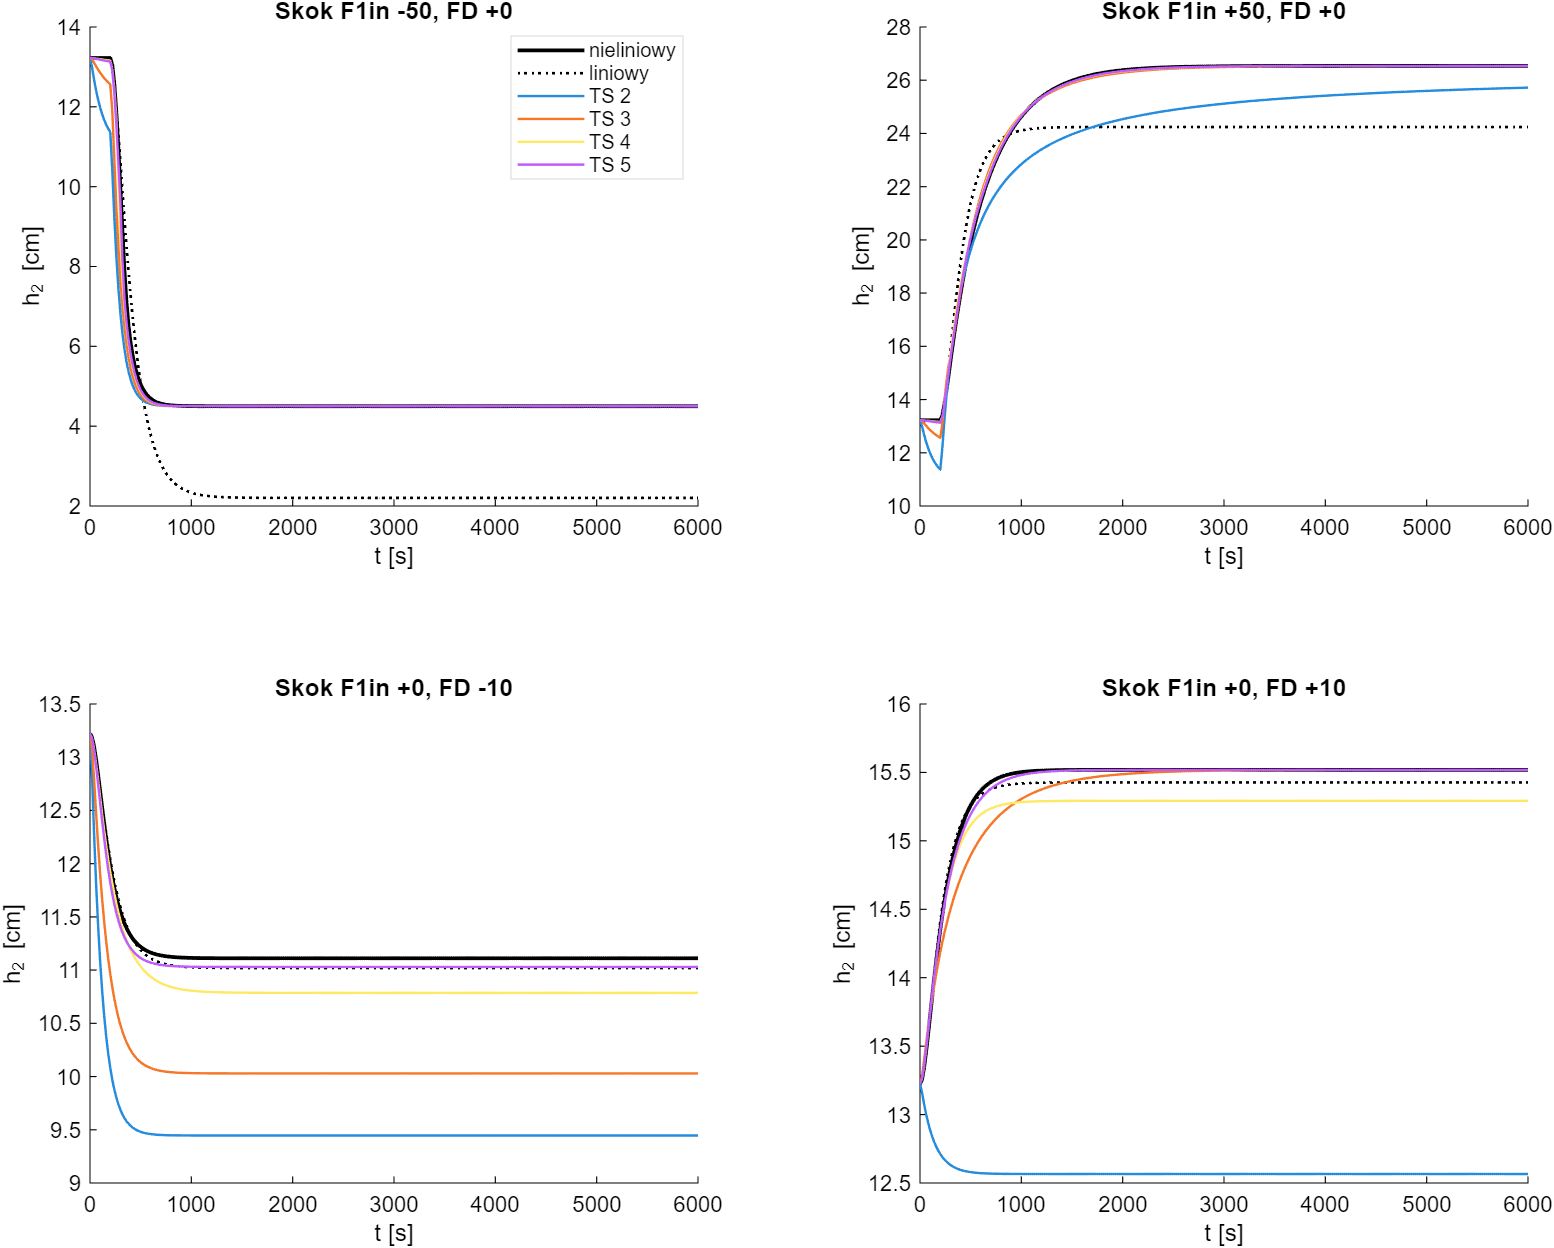 Skok F1in -50, FD +0
14
12
10
8
6
4
2
h2 [cm]
0 1000 2000 3000 4000 5000 6000
t [s]
nieliniowy
liniowy
TS 2
TS 3
TS 4
TS 5
Skok F1in +50, FD +0
28
26
24
22
20
18
16
14
12
10
h2 [cm]
0 1000 2000 3000 4000 5000 6000
t [s]
Skok F1in +0, FD -10
13.5
13
12.5
12
11.5
11
10.5
10
9.5
9
h2 [cm]
0 1000 2000 3000 4000 5000 6000
t [s]
Skok F1in +0, FD +10
16
15.5
15
14.5
14
13.5
13
12.5
h2 [cm]
0 1000 2000 3000 4000 5000 6000
t [s]